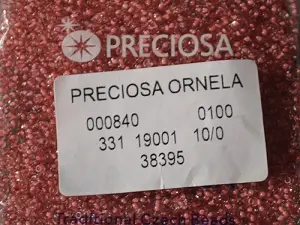 PRECIOSA
PRECIOSA ORNELA
000840 0100
331 19001 10/0
38395
Traditional Czech Beads